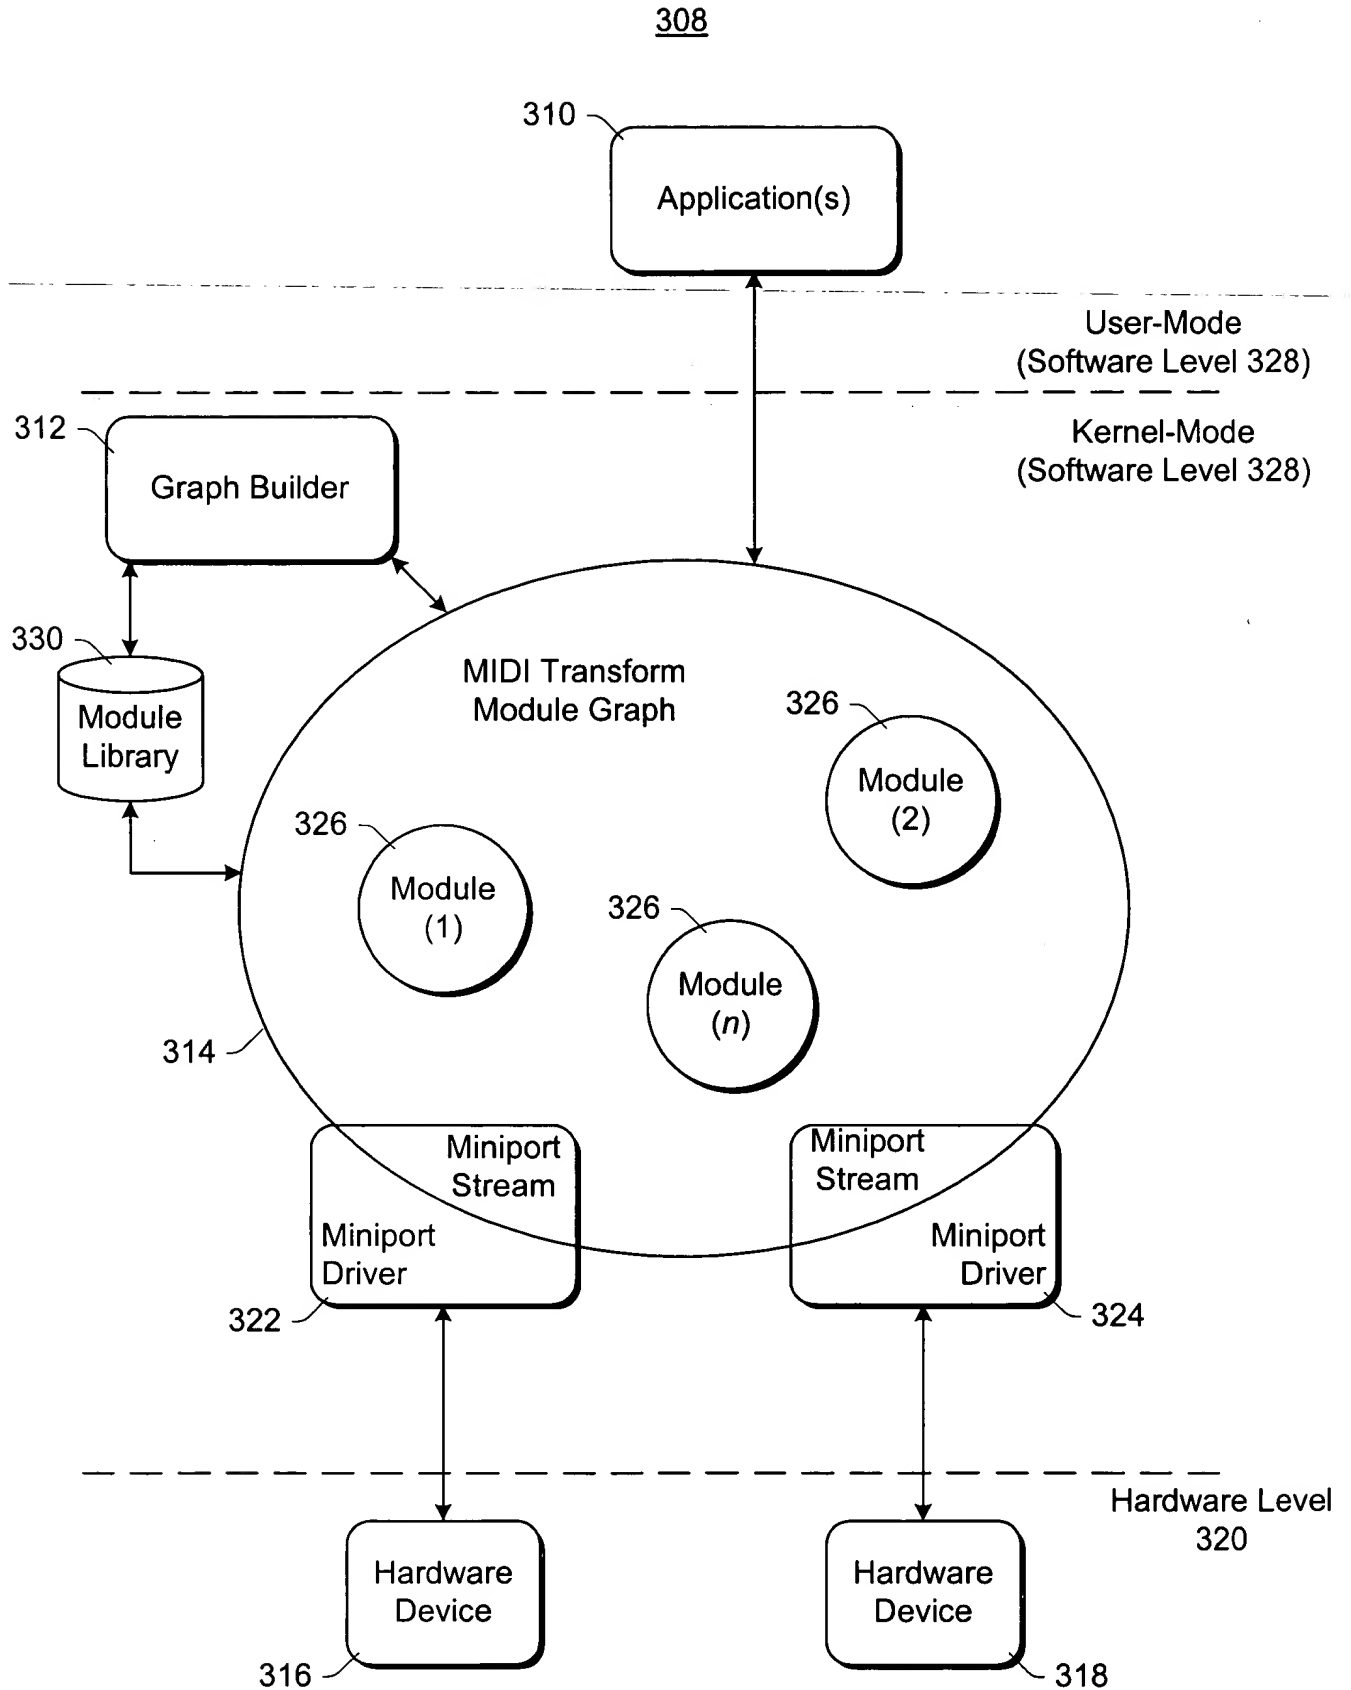 308
310
Application(s)
User-Mode
(Software Level 328)
312
Kernel-Mode
(Software Level 328)
Graph Builder
330
Module
Library
MIDI Transform
Module Graph
326
Module
(2)
326
Module
(1)
326
Module
(n)
314
Miniport
Stream
Miniport
Driver
322
Miniport
Stream
Miniport
Driver
324
Hardware Level
320
Hardware
Device
316
Hardware
Device
318